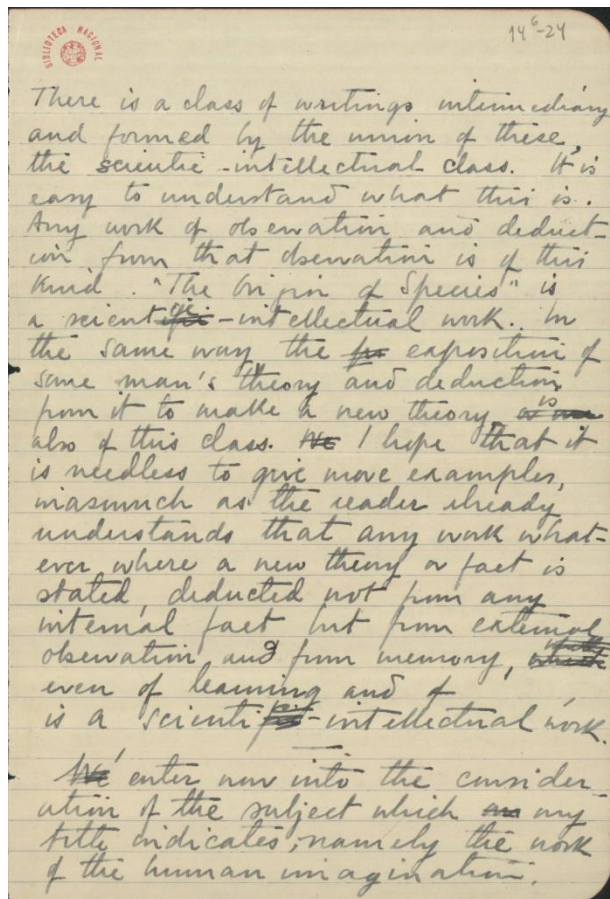 BIBLIOTECA NACIONAL
14⁶-24
There is a class of writings intermediary
and formed by the union of these,
the scientic-intellectual class. It is
easy to understand what this is.
Any work of observation and deduct-
ion from that observation is of this
kind. "The Origin of Species" is
a scientific-intellectual work. In
the same way, the exposition of
some man's theory and deduction
from it to make a new theory, is
also of this class. I hope that it
is needless to give more examples,
inasmuch as the reader already
understands that any work what-
ever where a new theory or fact is
stated, deducted not from any
internal fact but from external
observation and from memory,
even of learning and of
is a scientific-intellectual work.
I enter now into the consider-
ation of the subject which my
title indicates, namely the work
of the human imagination.